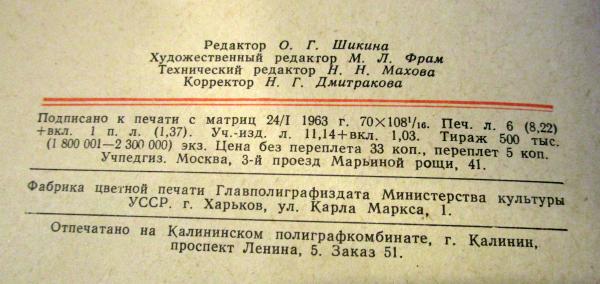 Редактор О. Г. Шикина
Художественный редактор М. Л. Фрам
Технический редактор Н. Н. Махова
Корректор Н. Г. Дмитракова
Подписано к печати с матриц 24/I 1963 г. 70×108¹/₁₆. Печ. л. 6 (8,22)
+вкл. 1 п. л. (1,37). Уч.-изд. л. 11,14+вкл. 1,03. Тираж 500 тыс.
(1 800 001—2 300 000) экз. Цена без переплета 33 коп., переплет 5 коп.
Учпедгиз. Москва, 3-й проезд Марьиной рощи, 41.
Фабрика цветной печати Главполиграфиздата Министерства культуры
УССР. г. Харьков, ул. Карла Маркса, 1.
Отпечатано на Калининском полиграфкомбинате, г. Калинин,
проспект Ленина, 5. Заказ 51.